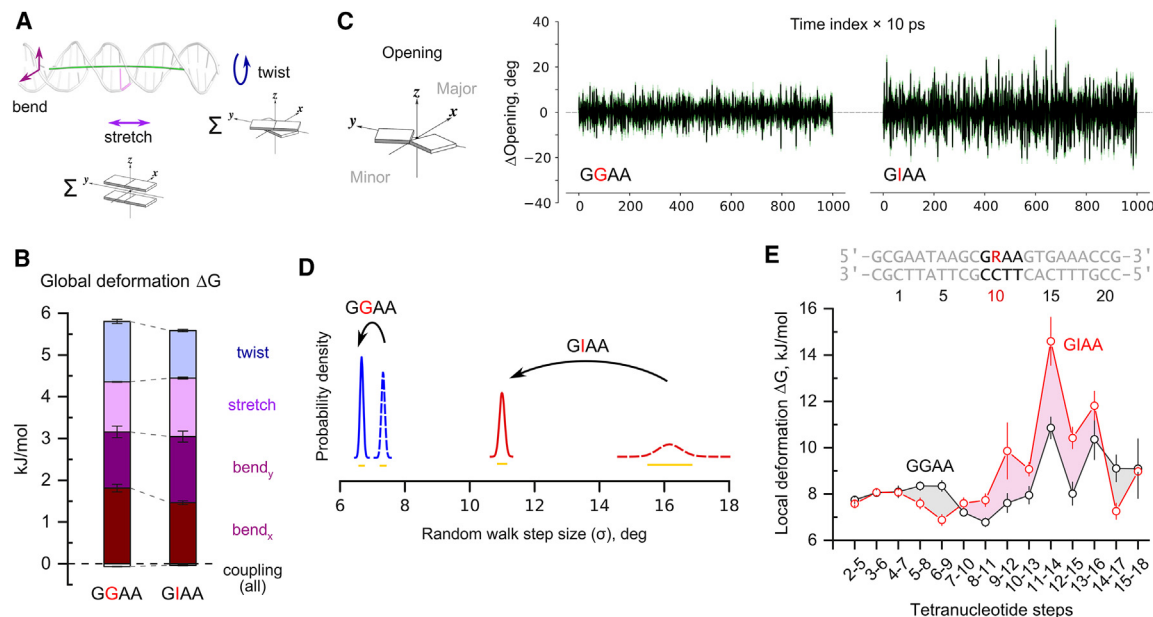 A
bend
stretch
twist
Σ y z x
Σ y z x
B
Global deformation ΔG
kJ/mol
6
5
4
3
2
1
0
twist
stretch
bendy
bendx
coupling
(all)
GGAA GIAA
C
Opening
z
Major
x
y
Minor
Time index × 10 ps
ΔOpening, deg
40
20
0
−20
−40
GGAA
GIAA
0 200 400 600 800 1000
0 200 400 600 800 1000
D
Probability density
GGAA
GIAA
6 8 10 12 14 16 18
Random walk step size (σ), deg
E
5'-GCGAATAAGCGRAAGTGAAACCG-3'
3'-CGCTTATTCGCCTTCACTTTGCC-5'
1 5 10 15 20
Local deformation ΔG, kJ/mol
16
14
12
10
8
6
GIAA
GGAA
2-5
3-6
4-7
5-8
6-9
7-10
8-11
9-12
10-13
11-14
12-15
13-16
14-17
15-18
Tetranucleotide steps